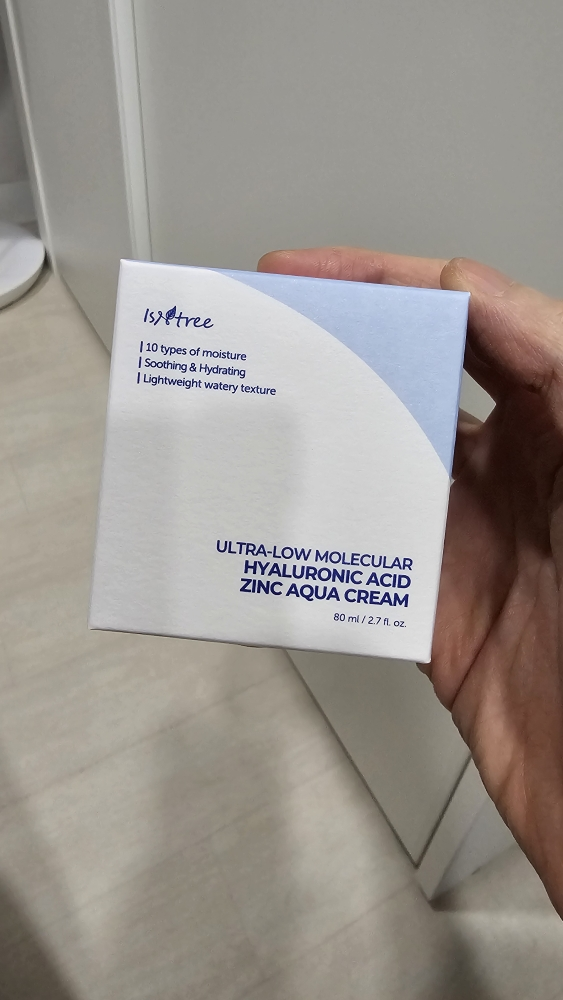 Isntree
10 types of moisture
Soothing & Hydrating
Lightweight watery texture
ULTRA-LOW MOLECULAR
HYALURONIC ACID
ZINC AQUA CREAM
80 ml / 2.7 fl. oz.